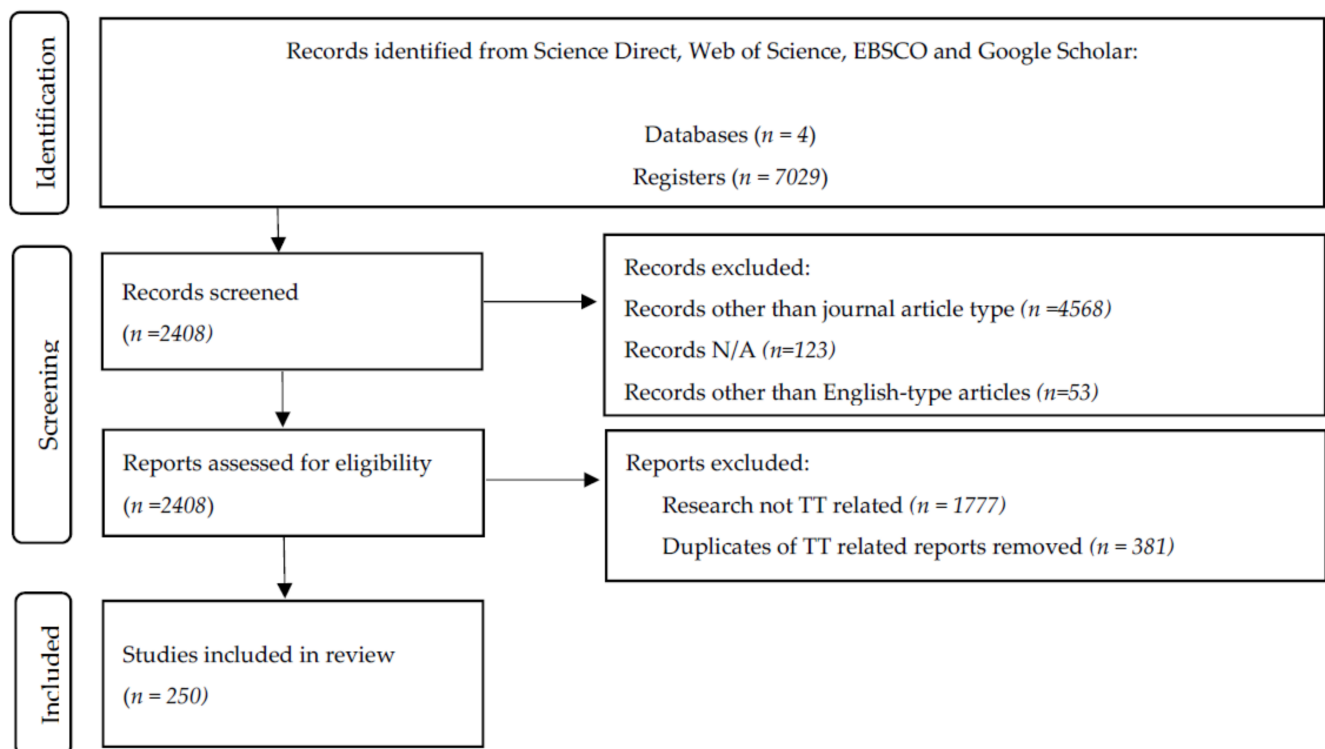 Identification
Records identified from Science Direct, Web of Science, EBSCO and Google Scholar:
Databases (n = 4)
Registers (n = 7029)
Screening
Records screened
(n =2408)
Records excluded:
Records other than journal article type (n =4568)
Records N/A (n=123)
Records other than English-type articles (n=53)
Reports assessed for eligibility
(n =2408)
Reports excluded:
Research not TT related (n = 1777)
Duplicates of TT related reports removed (n = 381)
Included
Studies included in review
(n = 250)